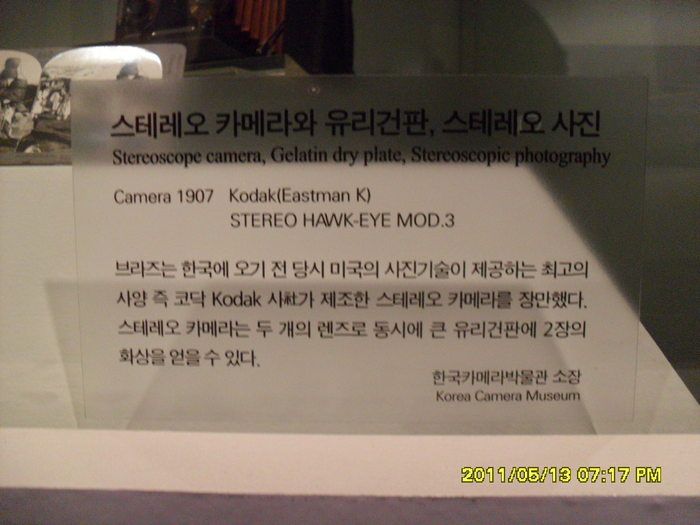 스테레오 카메라와 유리건판, 스테레오 사진
Stereoscope camera, Gelatin dry plate, Stereoscopic photography
Camera 1907 Kodak(Eastman K)
STEREO HAWK-EYE MOD.3
브라즈는 한국에 오기 전 당시 미국의 사진기술이 제공하는 최고의
사양 즉 코닥 Kodak 사社가 제조한 스테레오 카메라를 장만했다.
스테레오 카메라는 두 개의 렌즈로 동시에 큰 유리건판에 2장의
화상을 얻을 수 있다.
한국카메라박물관 소장
Korea Camera Museum
2011/05/13 07:17 PM